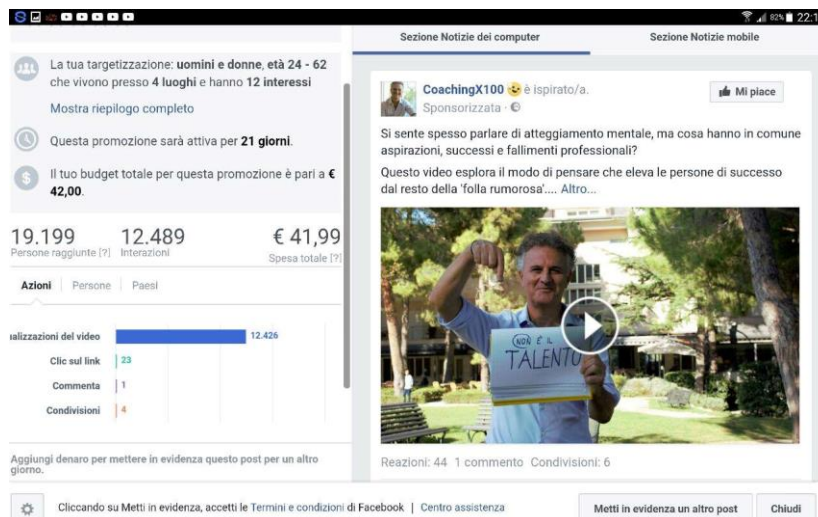 82% 22:1
La tua targetizzazione: uomini e donne, età 24 - 62
che vivono presso 4 luoghi e hanno 12 interessi
Mostra riepilogo completo
Questa promozione sarà attiva per 21 giorni.
Il tuo budget totale per questa promozione è pari a €
42,00.
19.199 12.489 € 41,99
Persone raggiunte [?] Interazioni Spesa totale [?]
Azioni Persone Paesi
alizzazioni del video 12.426
Clic sul link 23
Commenta 1
Condivisioni 4
Aggiungi denaro per mettere in evidenza questo post per un altro
giorno.
Sezione Notizie dei computer Sezione Notizie mobile
CoachingX100 è ispirato/a.
Mi piace
Sponsorizzata ·
Si sente spesso parlare di atteggiamento mentale, ma cosa hanno in comune
aspirazioni, successi e fallimenti professionali?
Questo video esplora il modo di pensare che eleva le persone di successo
dal resto della 'folla rumorosa'.... Altro...
NON È IL
TALENTO
Reazioni: 44 1 commento Condivisioni: 6
Cliccando su Metti in evidenza, accetti le Termini e condizioni di Facebook | Centro assistenza
Metti in evidenza un altro post Chiudi